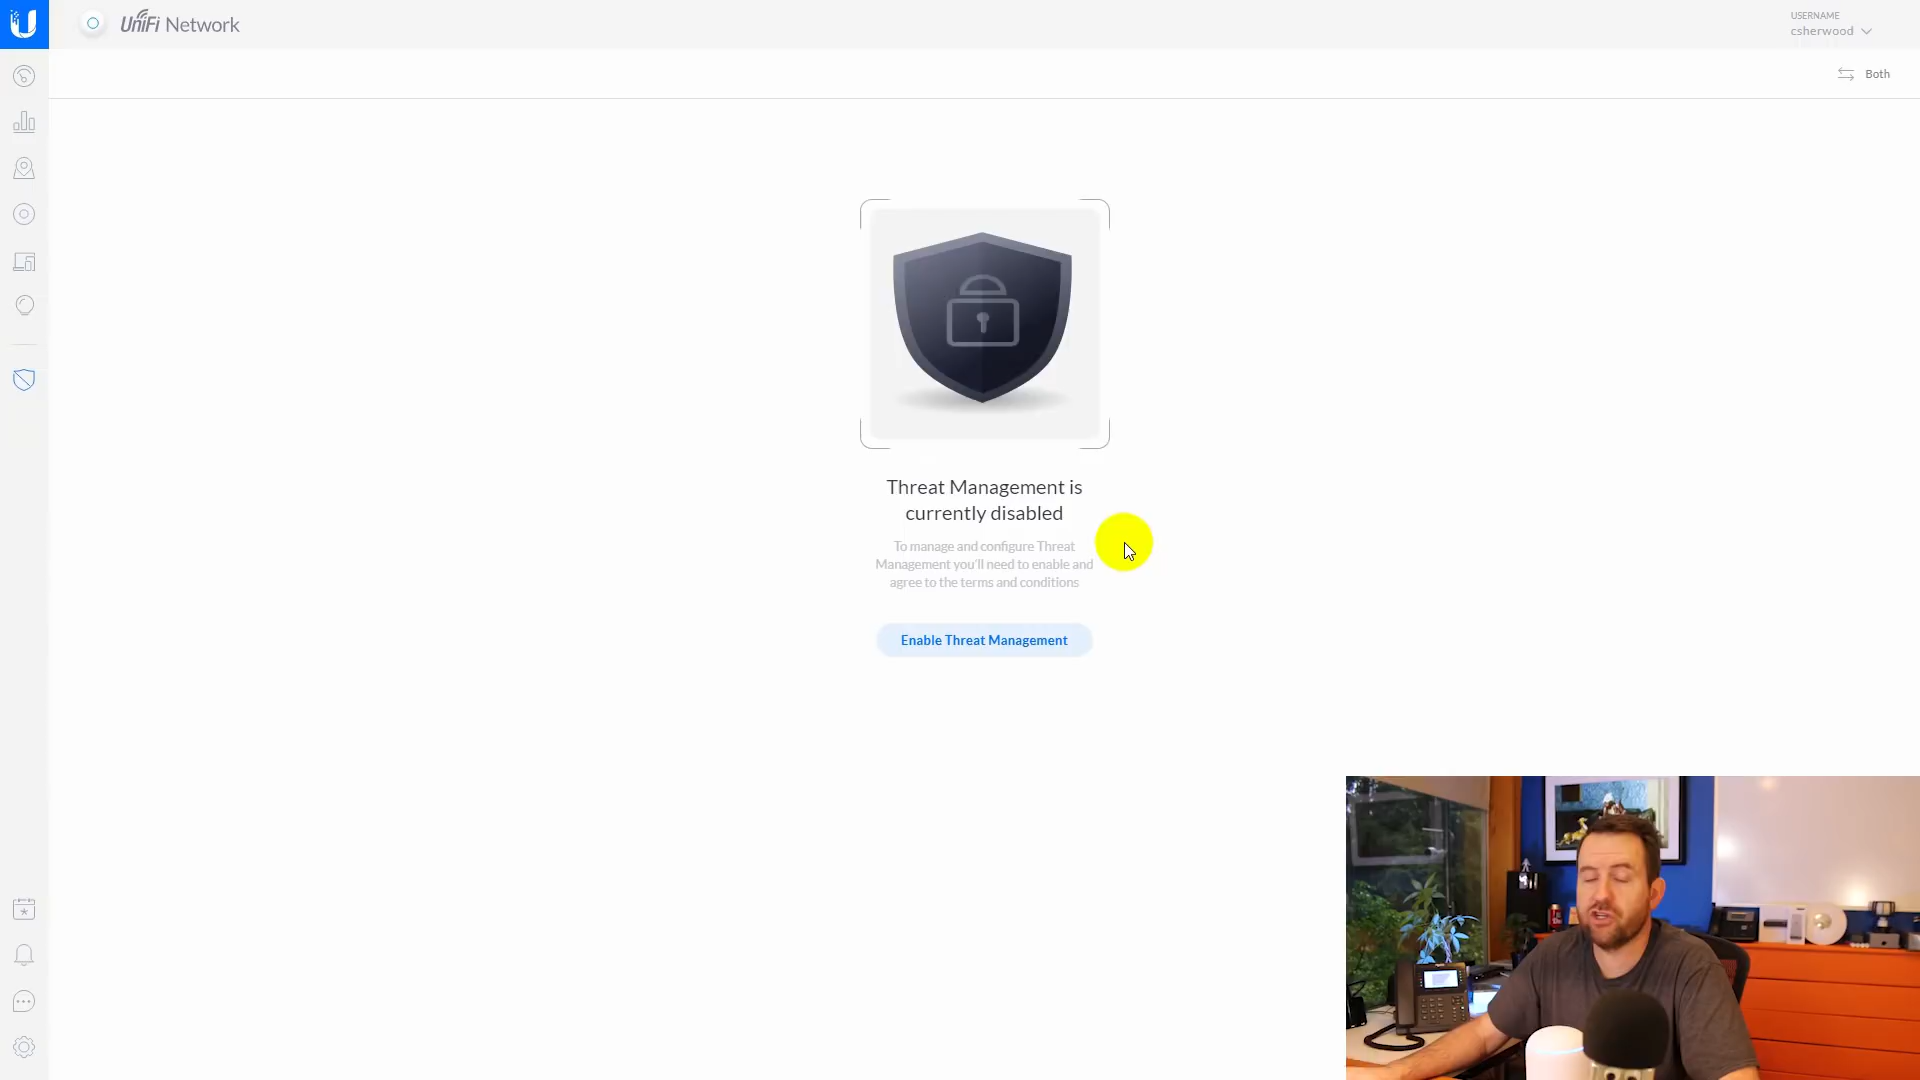 UniFi Network
USERNAME
csherwood
Both
Threat Management is
currently disabled
To manage and configure Threat
Management you'll need to enable and
agree to the terms and conditions
Enable Threat Management